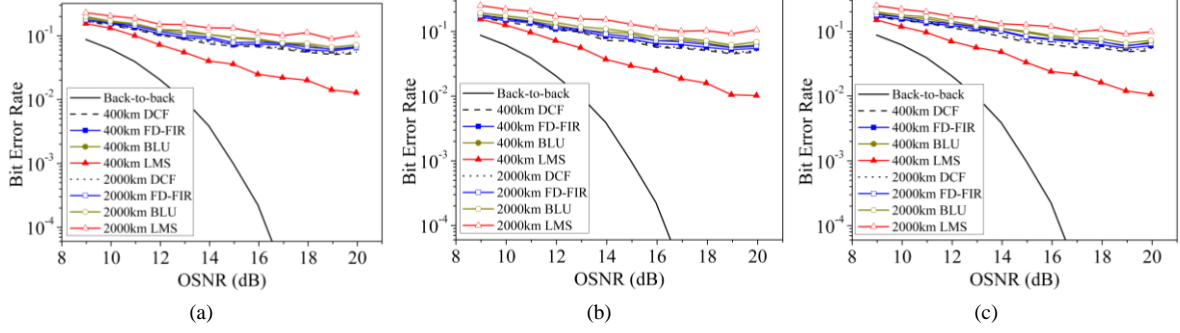 Bit Error Rate
10⁻¹
10⁻²
10⁻³
10⁻⁴
Back-to-back
400km DCF
400km FD-FIR
400km BLU
400km LMS
2000km DCF
2000km FD-FIR
2000km BLU
2000km LMS
8 10 12 14 16 18 20
OSNR (dB)
(a)
Bit Error Rate
10⁻¹
10⁻²
10⁻³
10⁻⁴
Back-to-back
400km DCF
400km FD-FIR
400km BLU
400km LMS
2000km DCF
2000km FD-FIR
2000km BLU
2000km LMS
8 10 12 14 16 18 20
OSNR (dB)
(b)
Bit Error Rate
10⁻¹
10⁻²
10⁻³
10⁻⁴
Back-to-back
400km DCF
400km FD-FIR
400km BLU
400km LMS
2000km DCF
2000km FD-FIR
2000km BLU
2000km LMS
8 10 12 14 16 18 20
OSNR (dB)
(c)